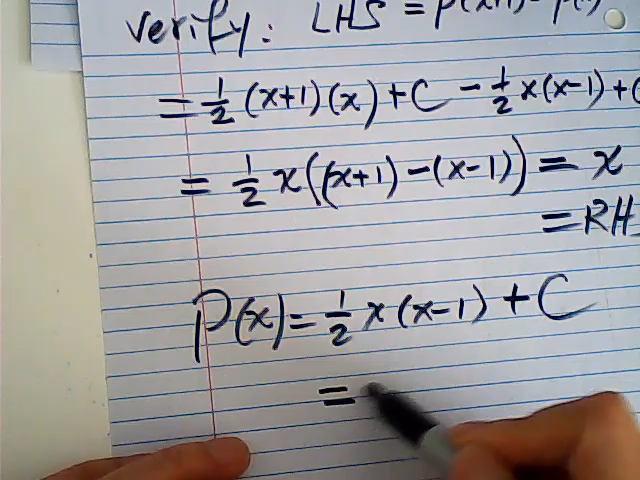 verify: LHS = P(x+1) - P(x)
= 1/2 (x+1)(x) + C - 1/2 x(x-1) + C
= 1/2 x((x+1) - (x-1)) = x
= RH
P(x) = 1/2 x(x-1) + C
=